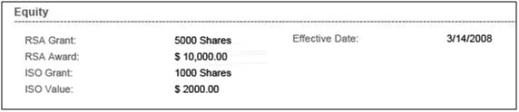 Equity
RSA Grant: 5000 Shares Effective Date: 3/14/2008
RSA Award: $ 10,000.00
ISO Grant: 1000 Shares
ISO Value: $ 2000.00